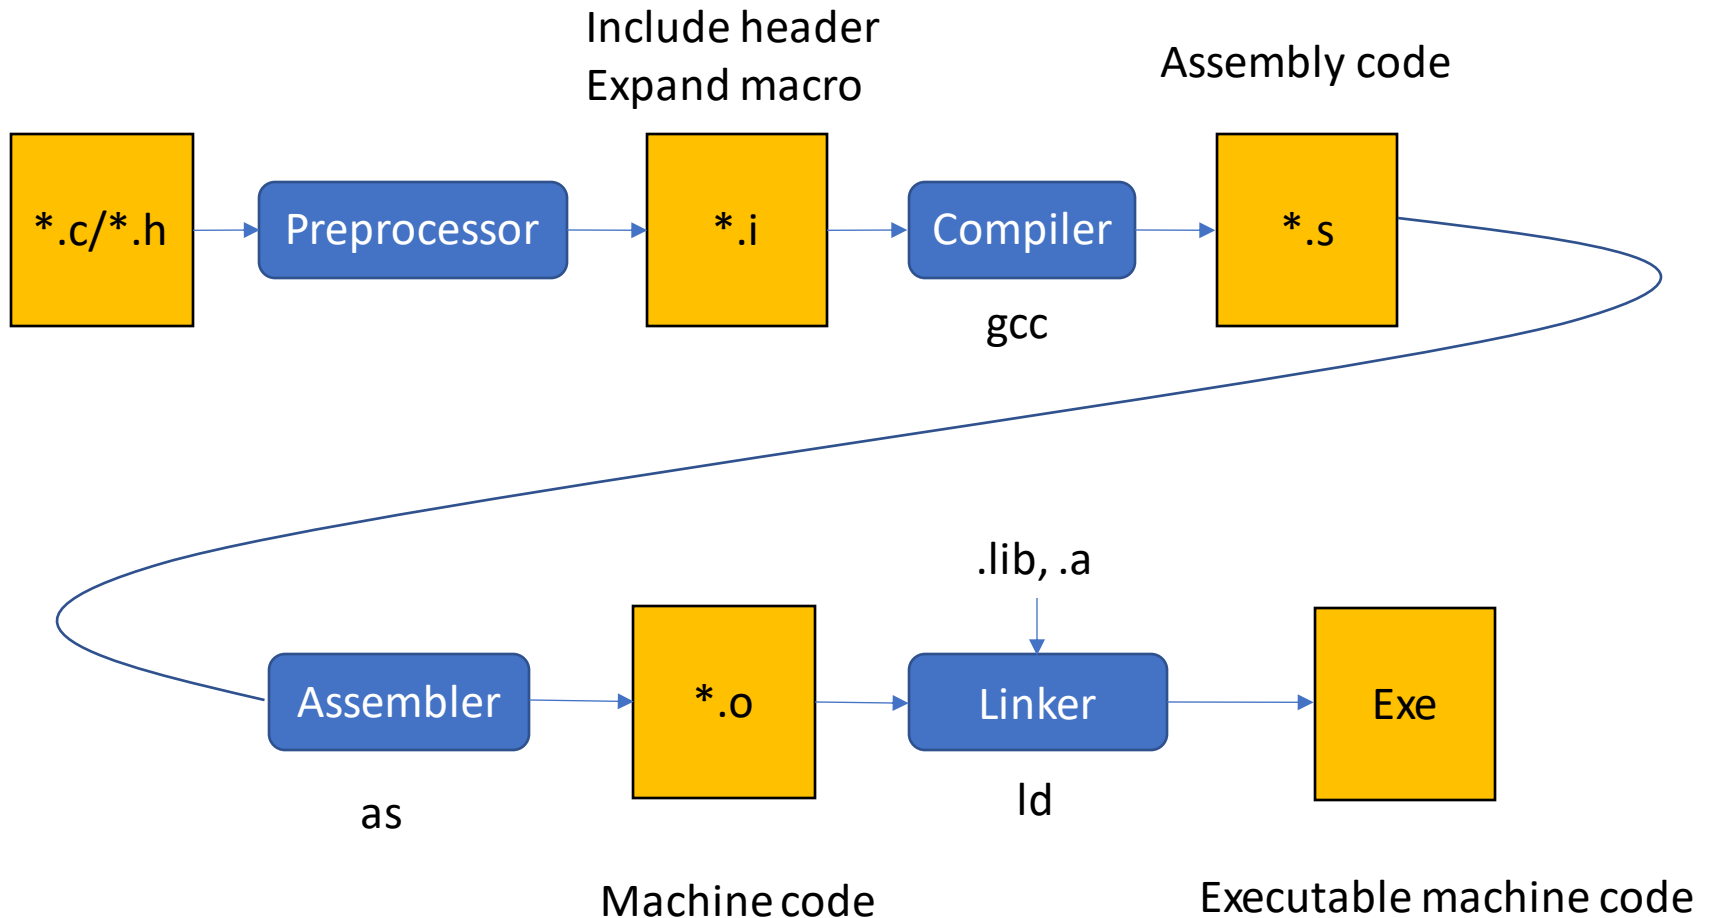 Include header
Expand macro
Assembly code
*.c/*.h
Preprocessor
*.i
Compiler
*.s
gcc
.lib, .a
Assembler
*.o
Linker
Exe
as
ld
Machine code
Executable machine code